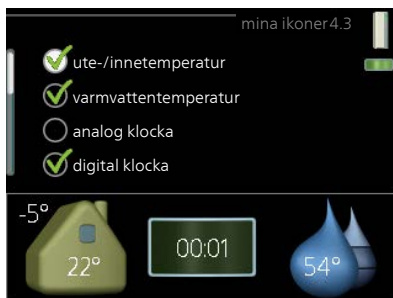 mina ikoner 4.3
ute-/innetemperatur
varmvattentemperatur
analog klocka
digital klocka
-5°
22°
00:01
54°